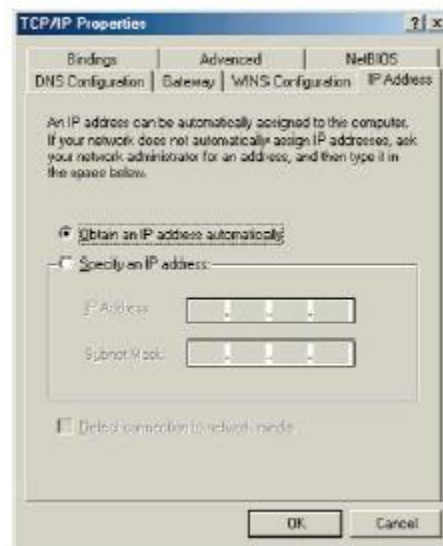 TCP/IP Properties
? x
Bindings Advanced NetBIOS
DNS Configuration Gateway WINS Configuration IP Address
An IP address can be automatically assigned to this computer.
If your network does not automatically assign IP addresses, ask
your network administrator for an address, and then type it in
the space below.
Obtain an IP address automatically
Specify an IP address:
IP Address:
Subnet Mask:
Detect connection to network media
OK Cancel